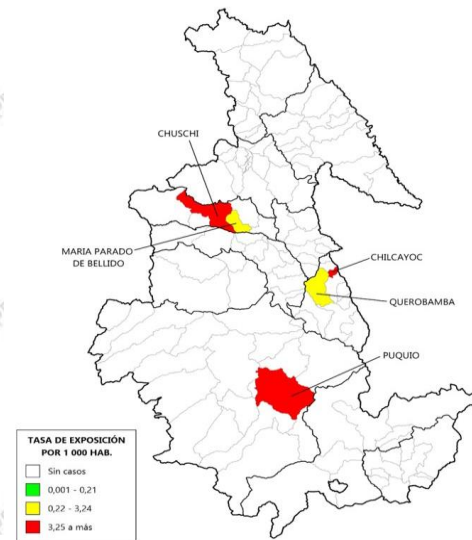 CHUSCHI
MARIA PARADO
DE BELLIDO
CHILCAYOC
QUEROBAMBA
PUQUIO
TASA DE EXPOSICIÓN
POR 1 000 HAB.
Sin casos
0,001 - 0,21
0,22 - 3,24
3,25 a más